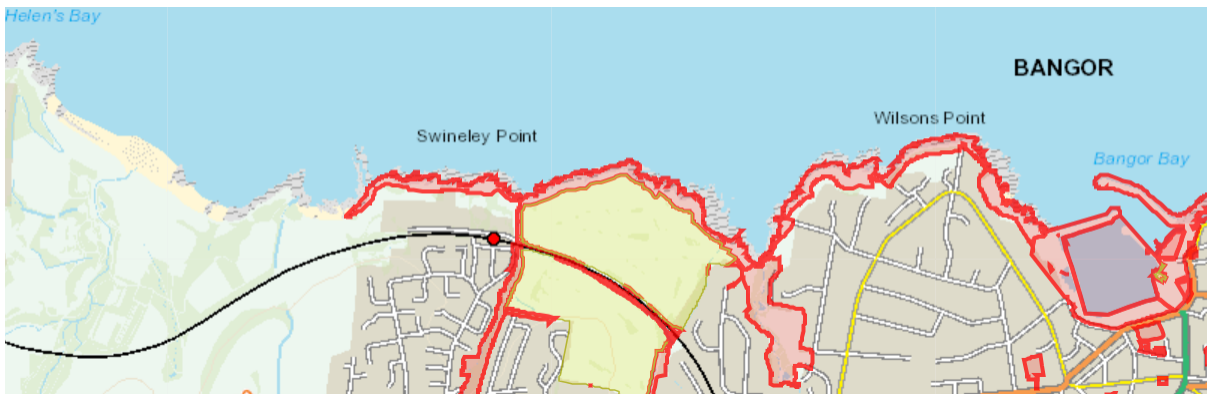 Helen's Bay
BANGOR
Wilsons Point
Swineley Point
Bangor Bay